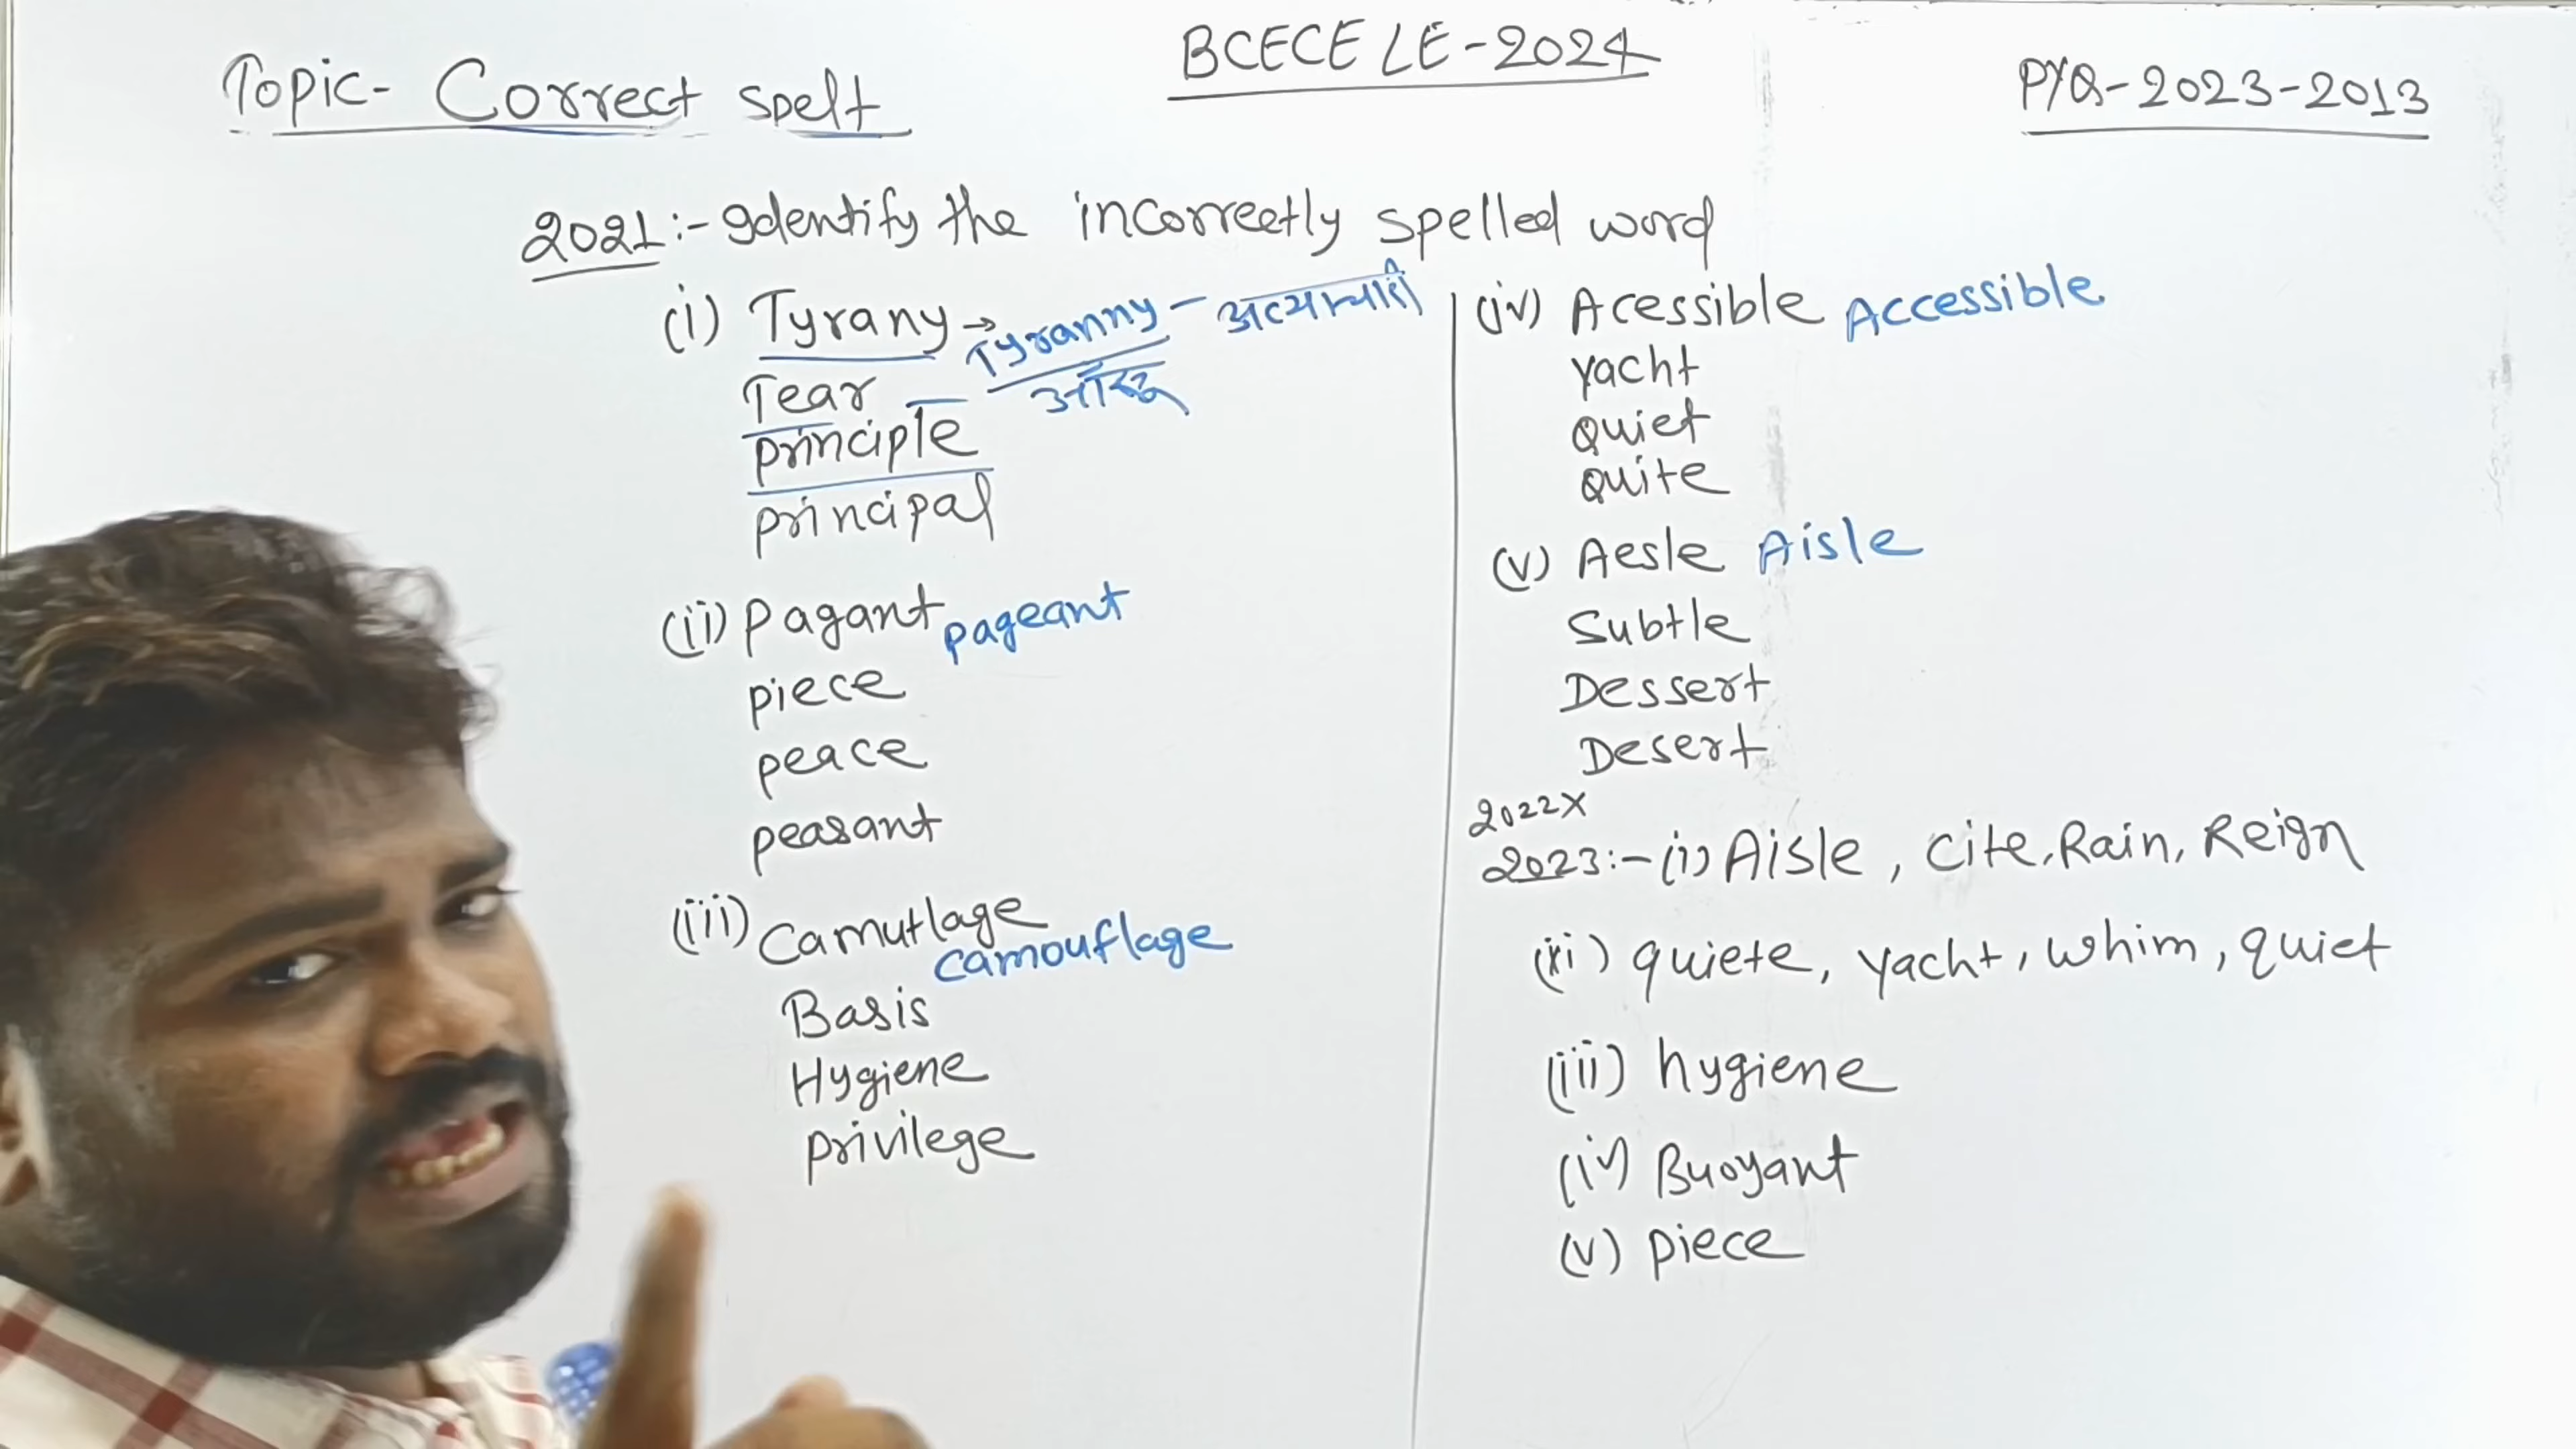 BCECE LE-2024
Topic- Correct spelt
PYQ-2023-2013
2021:- Identify the incorreetly spelled word
(i) Tyrany → Tyranny - अत्याचारी
Tear - आँसू
principle
principal
(ii) Pagant pageant
piece
peace
peasant
(iii) Camutlage
camouflage
Basis
Hygiene
privilege
(iv) Acessible Accessible
yacht
Quiet
Quite
(v) Aesle Aisle
Subtle
Dessert
Desert
2022X
2023:- (i) Aisle, cite, Rain, Reign
(ii) quiete, yacht, whim, quiet
(iii) hygiene
(iv) Buoyant
(v) piece